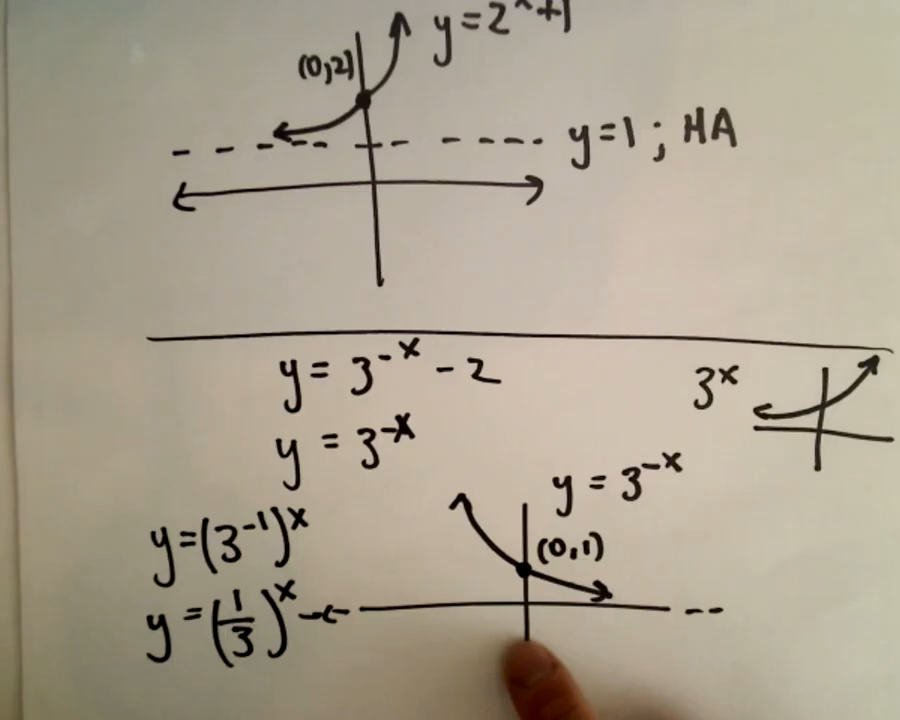 y=2^x+1
(0,2)
y=1 ; HA
y = 3^-x - 2
3^x
y = 3^-x
y = 3^-x
y=(3^-1)^x
(0,1)
y=(1/3)^x